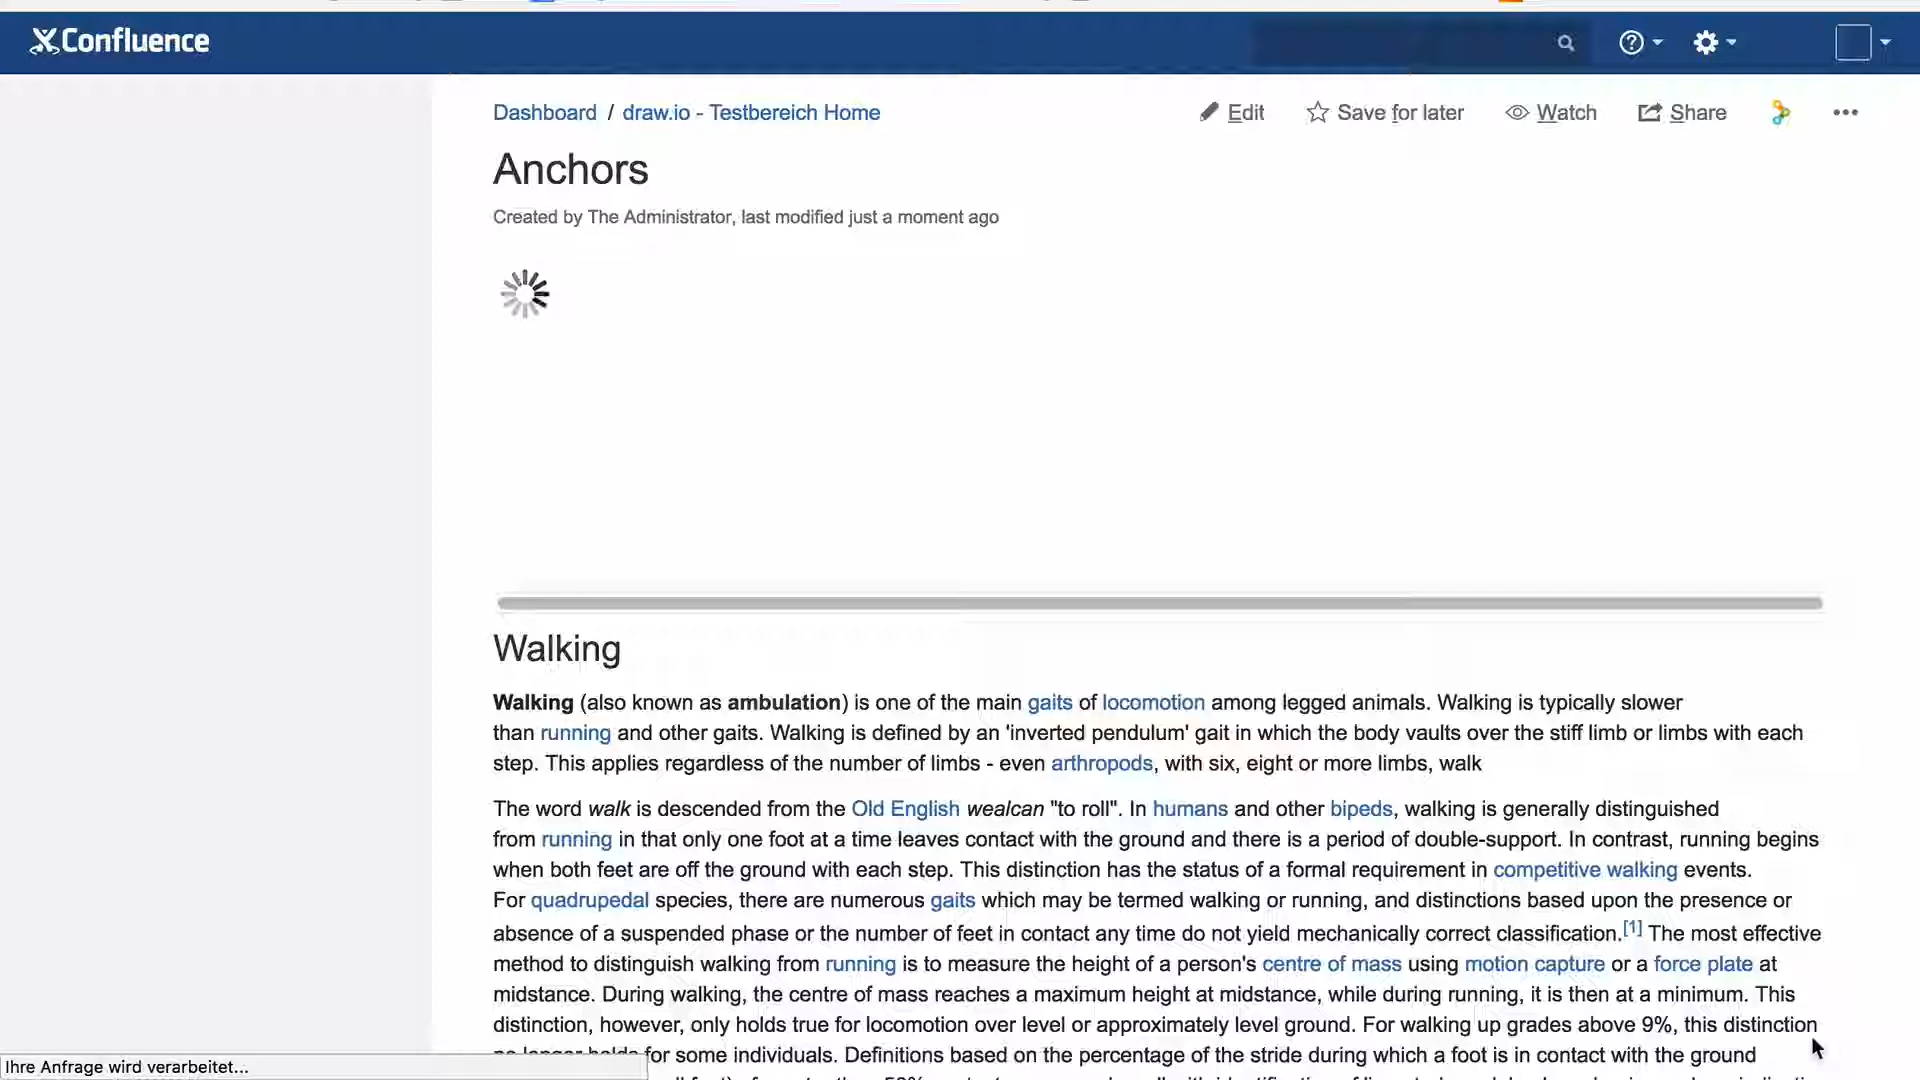 Confluence
Dashboard / draw.io - Testbereich Home
Edit Save for later Watch Share
Anchors
Created by The Administrator, last modified just a moment ago
Walking
Walking (also known as ambulation) is one of the main gaits of locomotion among legged animals. Walking is typically slower
than running and other gaits. Walking is defined by an 'inverted pendulum' gait in which the body vaults over the stiff limb or limbs with each
step. This applies regardless of the number of limbs - even arthropods, with six, eight or more limbs, walk
The word walk is descended from the Old English wealcan "to roll". In humans and other bipeds, walking is generally distinguished
from running in that only one foot at a time leaves contact with the ground and there is a period of double-support. In contrast, running begins
when both feet are off the ground with each step. This distinction has the status of a formal requirement in competitive walking events.
For quadrupedal species, there are numerous gaits which may be termed walking or running, and distinctions based upon the presence or
absence of a suspended phase or the number of feet in contact any time do not yield mechanically correct classification.[1] The most effective
method to distinguish walking from running is to measure the height of a person's centre of mass using motion capture or a force plate at
midstance. During walking, the centre of mass reaches a maximum height at midstance, while during running, it is then at a minimum. This
distinction, however, only holds true for locomotion over level or approximately level ground. For walking up grades above 9%, this distinction
no longer holds for some individuals. Definitions based on the percentage of the stride during which a foot is in contact with the ground
Ihre Anfrage wird verarbeitet...